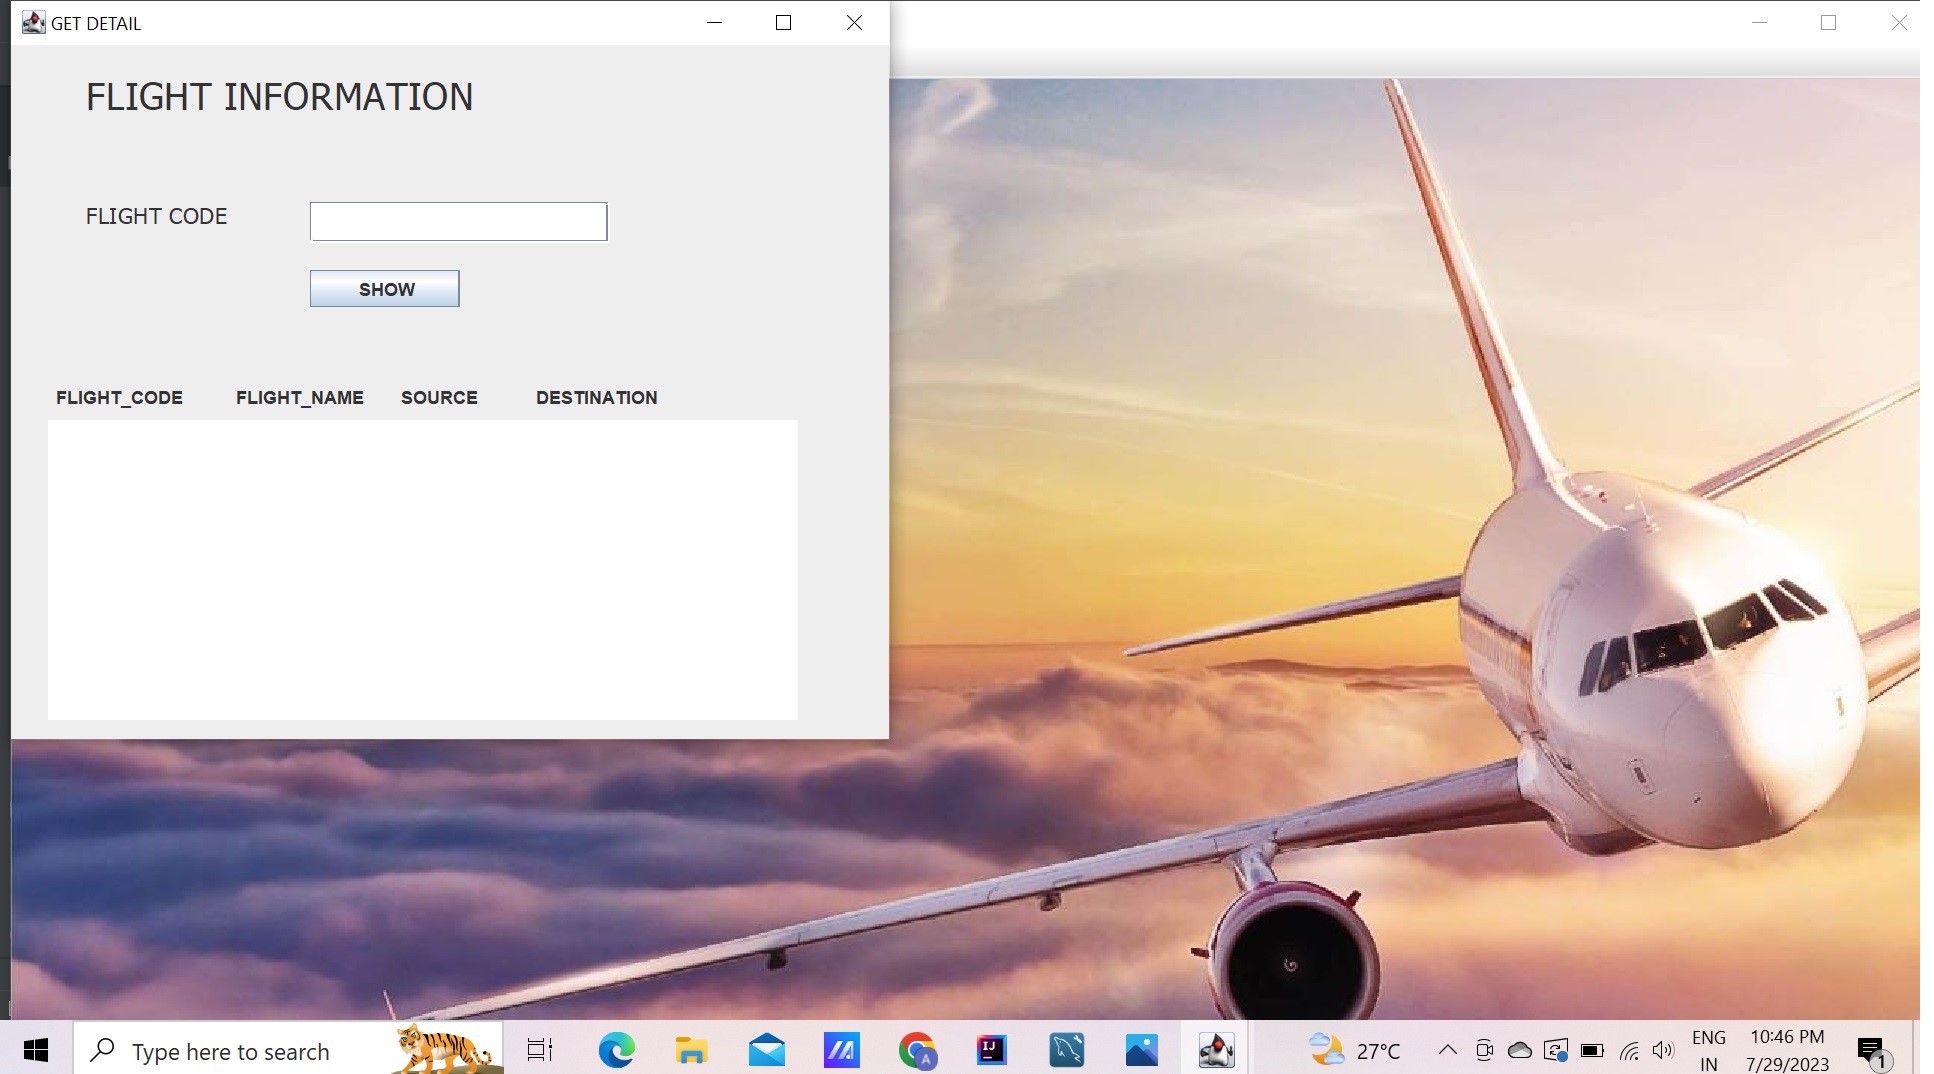 GET DETAIL
FLIGHT INFORMATION
FLIGHT CODE
SHOW
FLIGHT_CODE FLIGHT_NAME SOURCE DESTINATION
Type here to search
A
IJ
27°C
ENG
IN
10:46 PM
7/29/2023
1